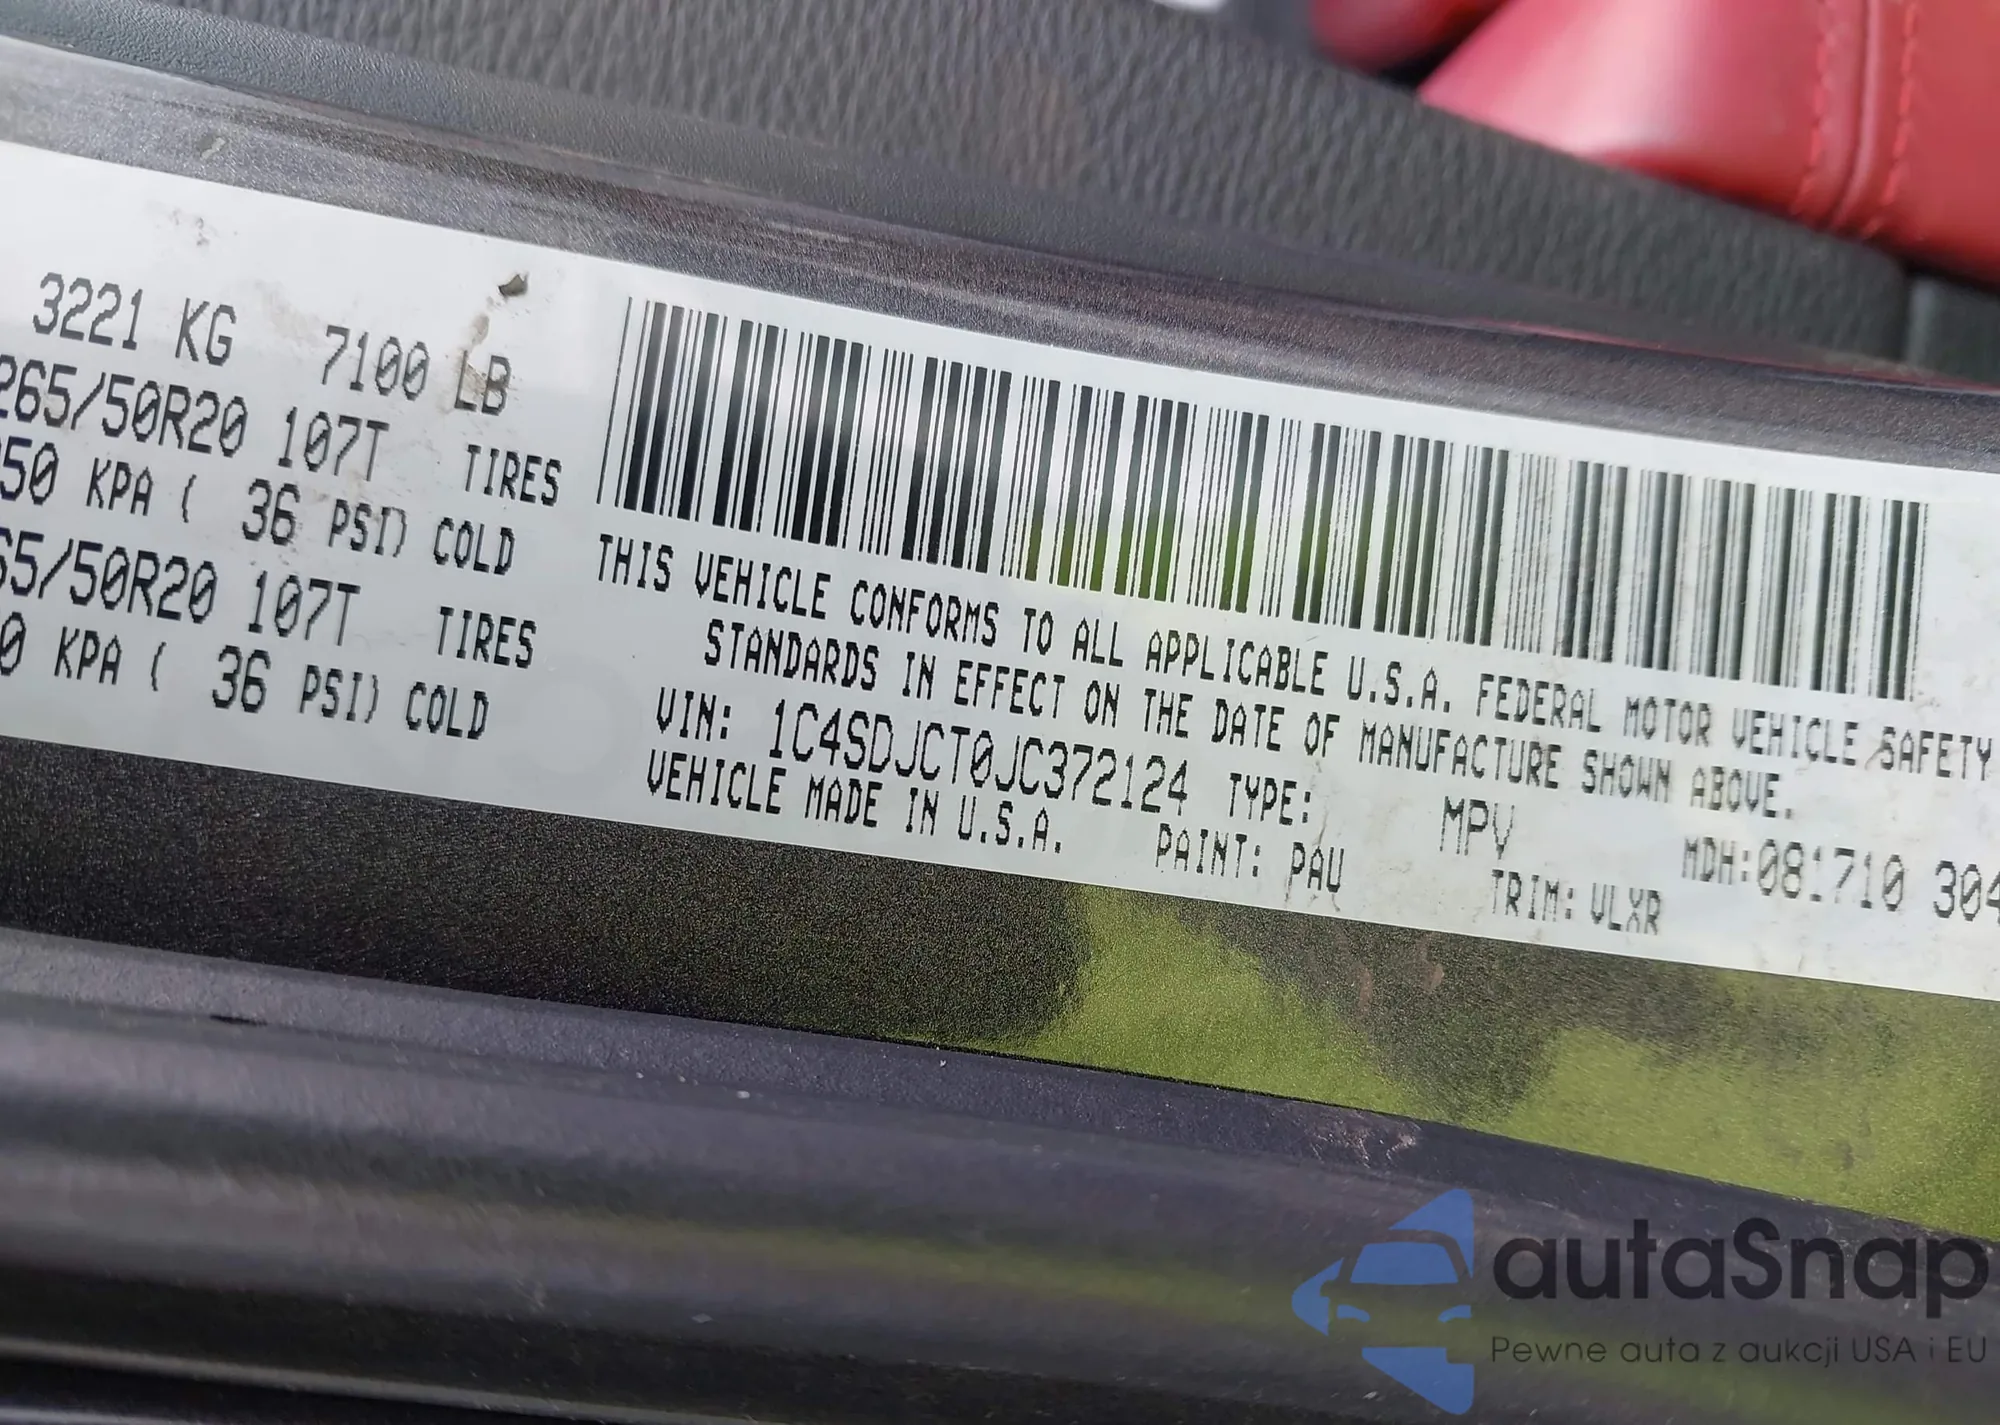 3221 KG 7100 LB
265/50R20 107T TIRES
50 KPA ( 36 PSI) COLD
65/50R20 107T TIRES
0 KPA ( 36 PSI) COLD
THIS VEHICLE CONFORMS TO ALL APPLICABLE U.S.A. FEDERAL MOTOR VEHICLE SAFETY
STANDARDS IN EFFECT ON THE DATE OF MANUFACTURE SHOWN ABOVE.
VIN: 1C4SDJCT0JC372124 TYPE: MPV MDH:081710 304
VEHICLE MADE IN U.S.A. PAINT: PAU TRIM: VLXR
autaSnap
Pewne auta z aukcji USA i EU